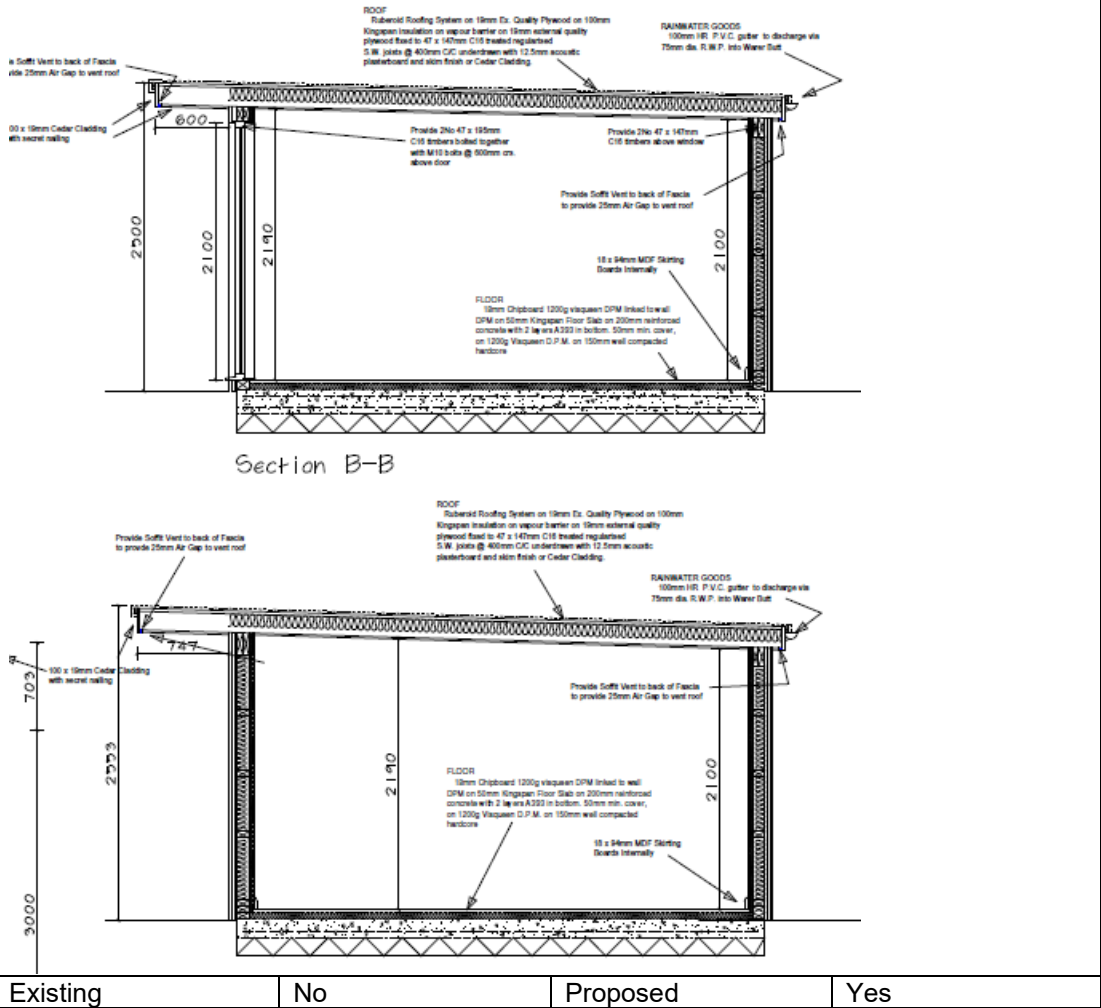 ROOF
Ruberoid Roofing System on 19mm Ex. Quality Plywood on 100mm
Kingspan insulation on vapour barrier on 19mm external quality
plywood fixed to 47 x 147mm C16 treated regularised
S.W. joists @ 400mm C/C underdrawn with 12.5mm acoustic
plasterboard and skim finish or Cedar Cladding.
RAINWATER GOODS
100mm HR P.V.C. gutter to discharge via
75mm dia. R.W.P. into Warer Butt
e Soffit Vent to back of Fascia
vide 25mm Air Gap to vent roof
600
00 x 19mm Cedar Cladding
with secret nailing
Provide 2No 47 x 195mm
C16 timbers bolted together
with M10 bolts @ 600mm crs.
above door
Provide 2No 47 x 147mm
C16 timbers above window
Provide Soffit Vent to back of Fascia
to provide 25mm Air Gap to vent roof
2500
2100
2190
2100
18 x 94mm MDF Skirting
Boards Internally
FLOOR
18mm Chipboard 1200g visqueen DPM linked to wall
DPM on 50mm Kingspan Floor Slab on 200mm reinforced
concrete with 2 layers A393 in bottom. 50mm min. cover,
on 1200g Visqueen D.P.M. on 150mm well compacted
hardcore
Section B-B
ROOF
Ruberoid Roofing System on 19mm Ex. Quality Plywood on 100mm
Kingspan insulation on vapour barrier on 19mm external quality
plywood fixed to 47 x 147mm C16 treated regularised
S.W. joists @ 400mm C/C underdrawn with 12.5mm acoustic
plasterboard and skim finish or Cedar Cladding.
Provide Soffit Vent to back of Fascia
to provde 25mm Air Gap to vent roof
RAINWATER GOODS
100mm HR P.V.C. gutter to discharge via
75mm dia. R.W.P. into Warer Butt
747
100 x 19mm Cedar Cladding
with secret nailing
703
Provide Soffit Vent to back of Fascia
to provide 25mm Air Gap to vent roof
2553
2190
2100
FLOOR
18mm Chipboard 1200g visqueen DPM linked to wall
DPM on 50mm Kingspan Floor Slab on 200mm reinforced
concrete with 2 layers A393 in bottom. 50mm min. cover,
on 1200g Visqueen D.P.M. on 150mm well compacted
hardcore
18 x 94mm MDF Skirting
Boards Internally
3000
Existing No Proposed Yes